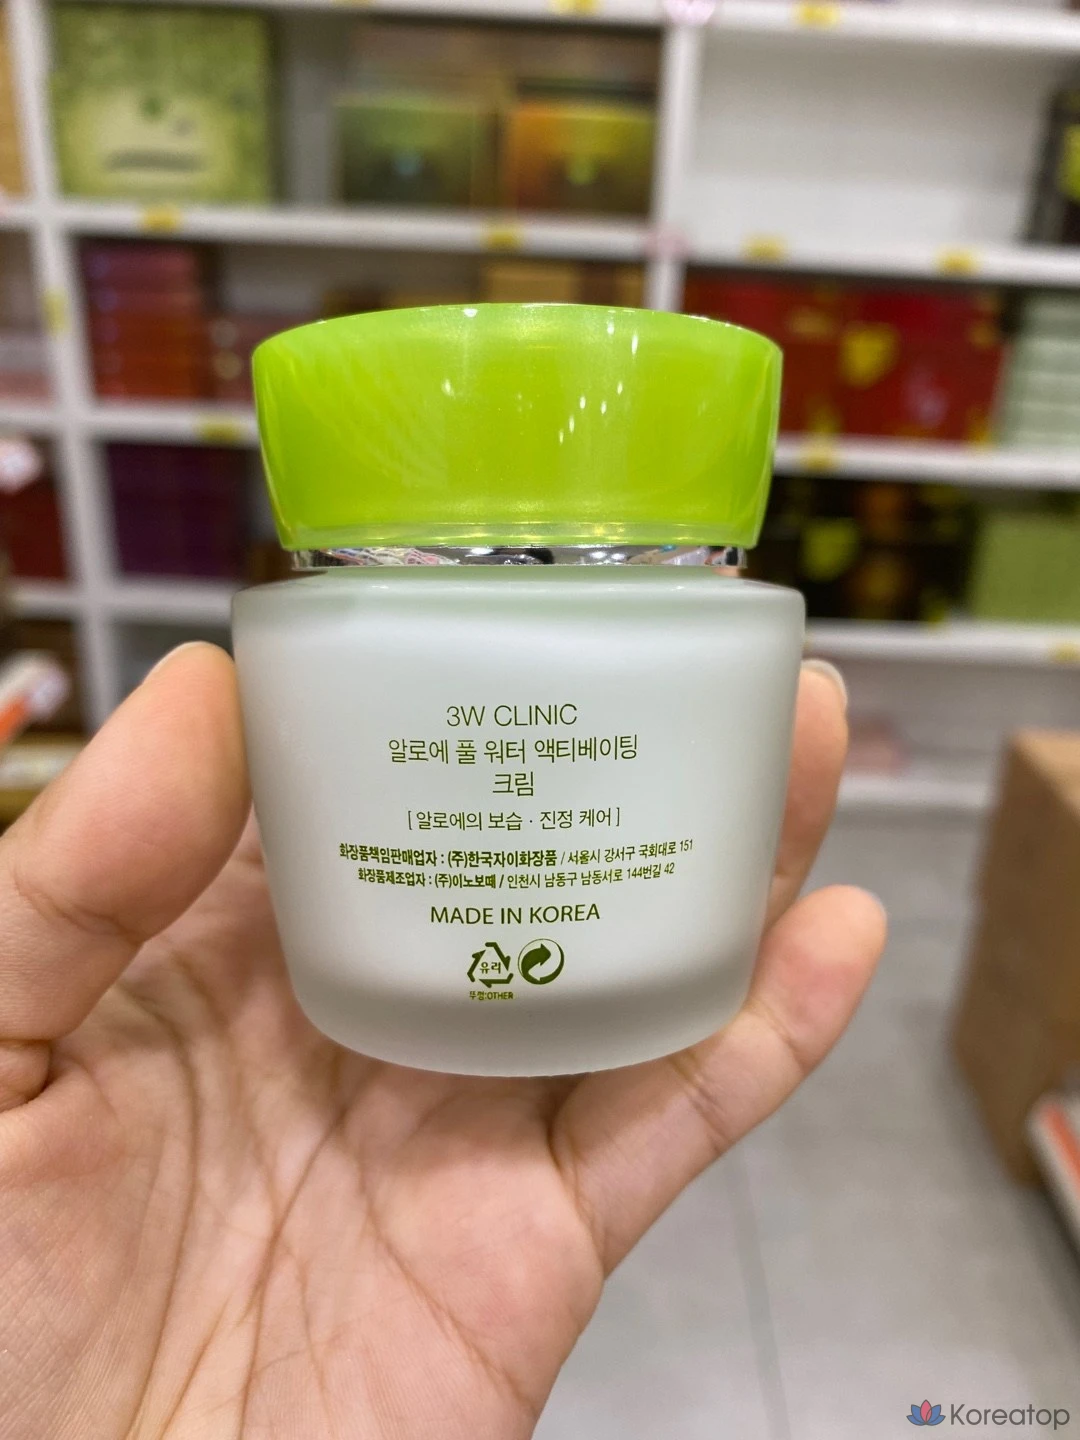 3W CLINIC
알로에 풀 워터 액티베이팅
크림
[ 알로에의 보습 · 진정 케어 ]
화장품책임판매업자 : (주)한국자이화장품 / 서울시 강서구 국회대로 151
화장품제조업자 : (주)이노보떼 / 인천시 남동구 남동서로 144번길 42
MADE IN KOREA
유리
뚜껑:OTHER
Koreatop